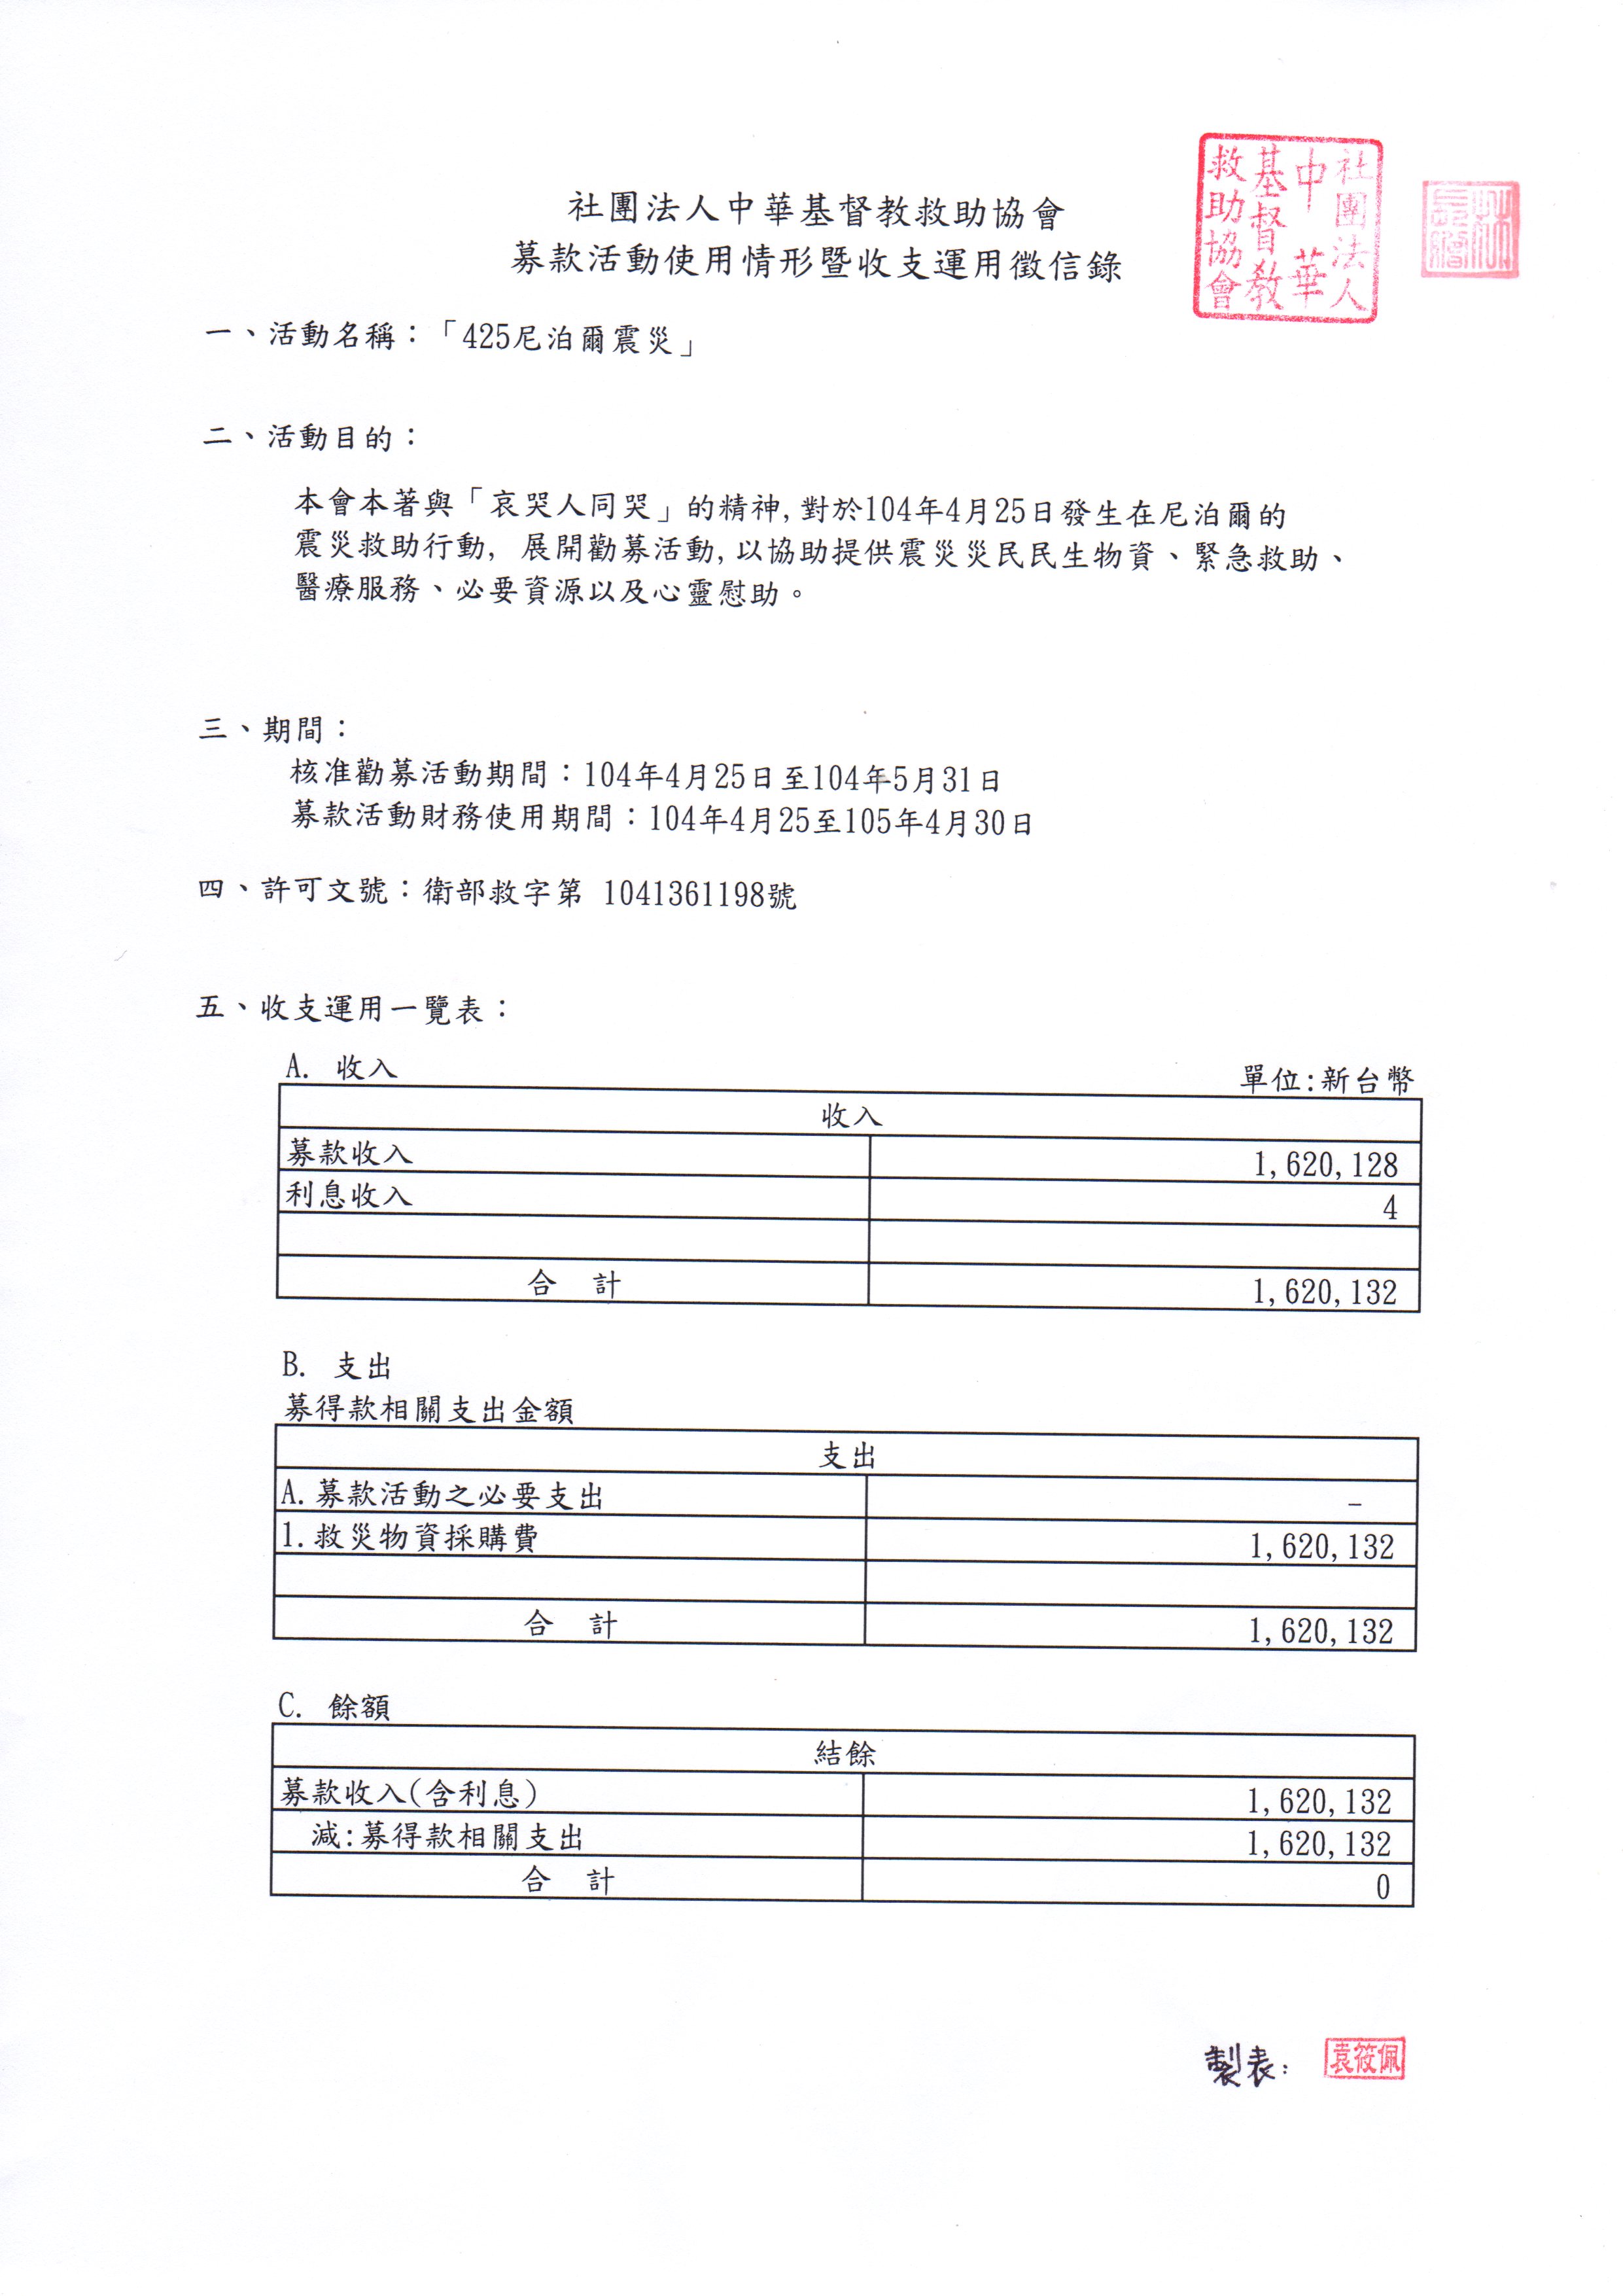 社團法人中華基督教救助協會
募款活動使用情形暨收支運用徵信錄
社團法人
中華
基督教
救助協會
一、活動名稱：「425尼泊爾震災」
二、活動目的：
本會本著與「哀哭人同哭」的精神,對於104年4月25日發生在尼泊爾的
震災救助行動, 展開勸募活動,以協助提供震災災民民生物資、緊急救助、
醫療服務、必要資源以及心靈慰助。
三、期間：
核准勸募活動期間：104年4月25日至104年5月31日
募款活動財務使用期間：104年4月25至105年4月30日
四、許可文號：衛部救字第 1041361198號
五、收支運用一覽表：
A. 收入 單位:新台幣
收入
募款收入 1,620,128
利息收入 4
合 計 1,620,132
B. 支出
募得款相關支出金額
支出
A.募款活動之必要支出 -
1.救災物資採購費 1,620,132
合 計 1,620,132
C. 餘額
結餘
募款收入(含利息) 1,620,132
減:募得款相關支出 1,620,132
合 計 0
製表: 袁筱佩